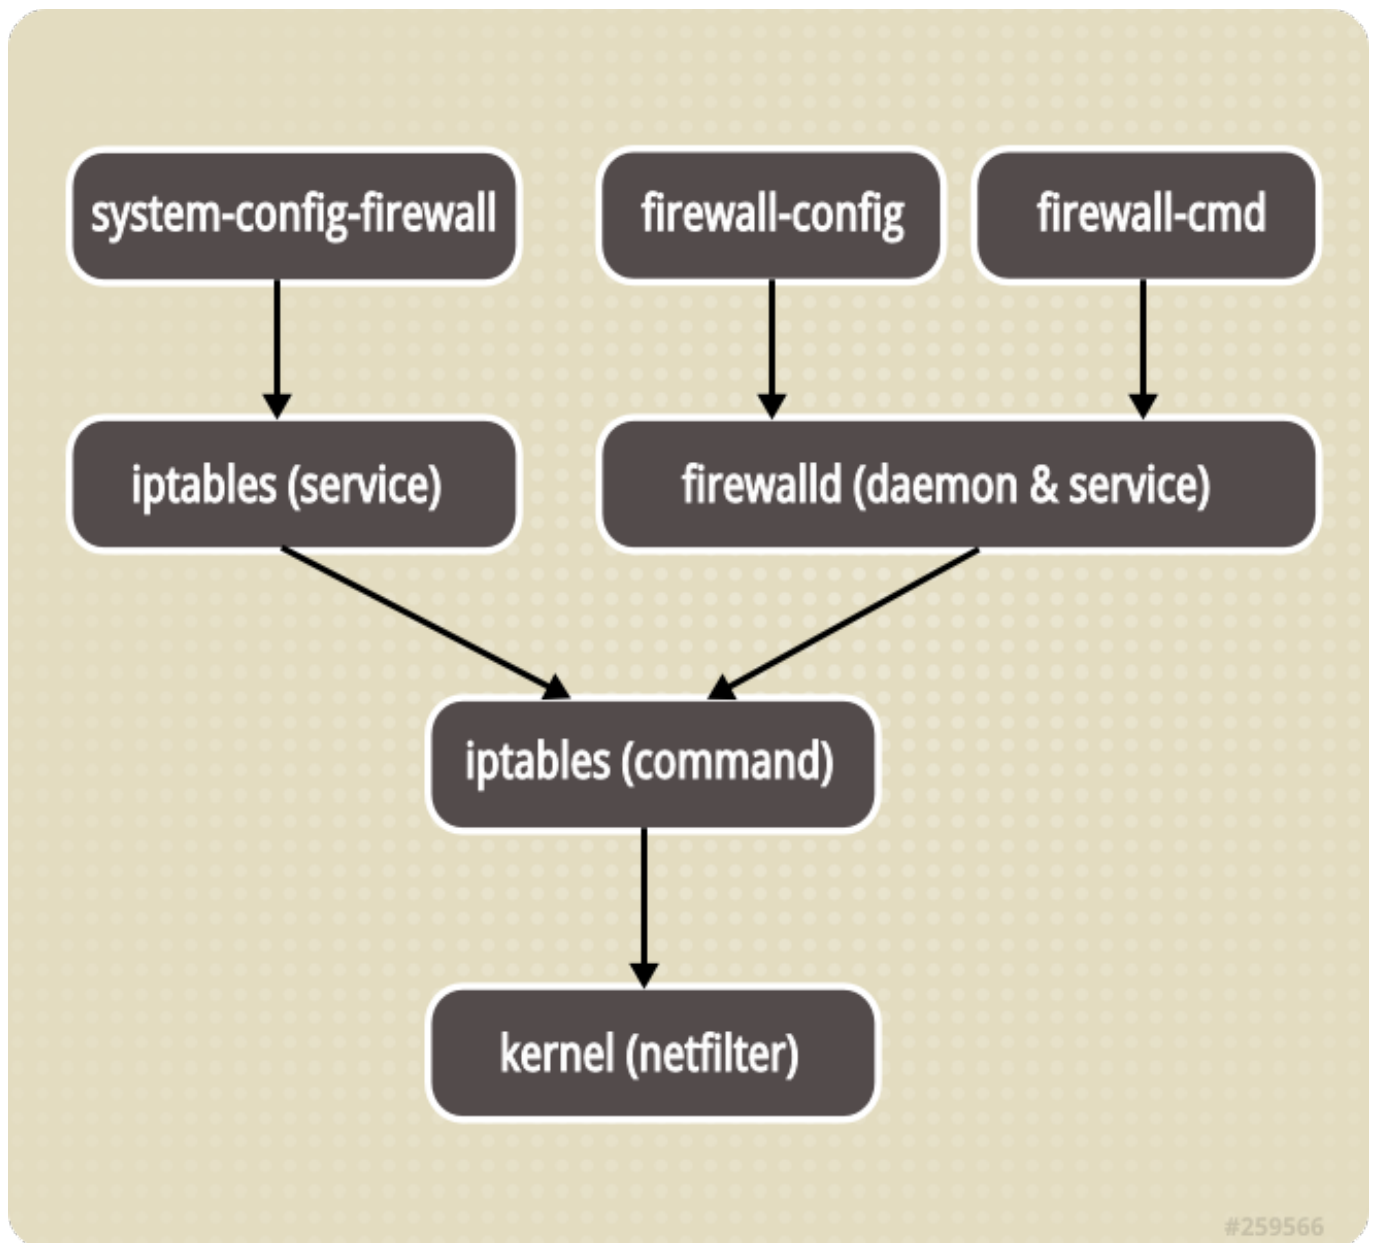 system-config-firewall
firewall-config
firewall-cmd
iptables (service)
firewalld (daemon & service)
iptables (command)
kernel (netfilter)
#259566